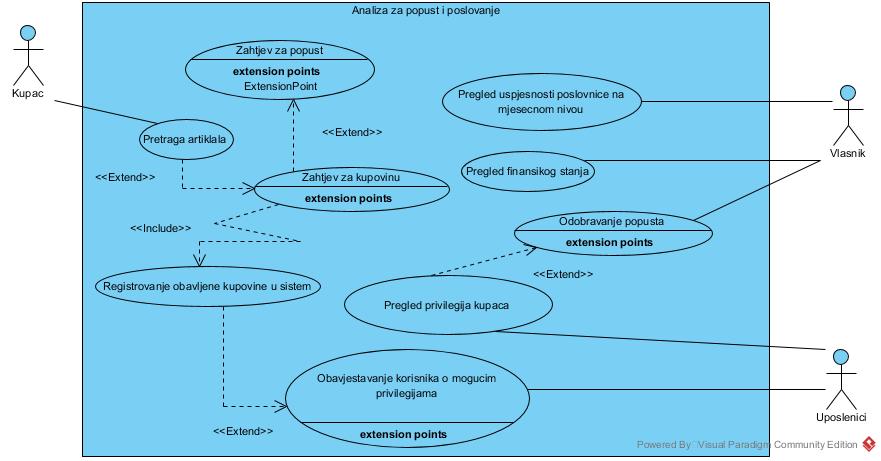 Analiza za popust i poslovanje
Kupac
Zahtjev za popust
extension points
ExtensionPoint
Pregled uspjesnosti poslovnice na
mjesecnom nivou
Vlasnik
<<Extend>>
Pretraga artiklala
<<Extend>>
Zahtjev za kupovinu
extension points
Pregled finansikog stanja
<<Include>>
Odobravanje popusta
extension points
<<Extend>>
Registrovanje obavljene kupovine u sistem
Pregled privilegija kupaca
Obavjestavanje korisnika o mogucim
privilegijama
extension points
<<Extend>>
Uposlenici
Powered By Visual Paradigm Community Edition